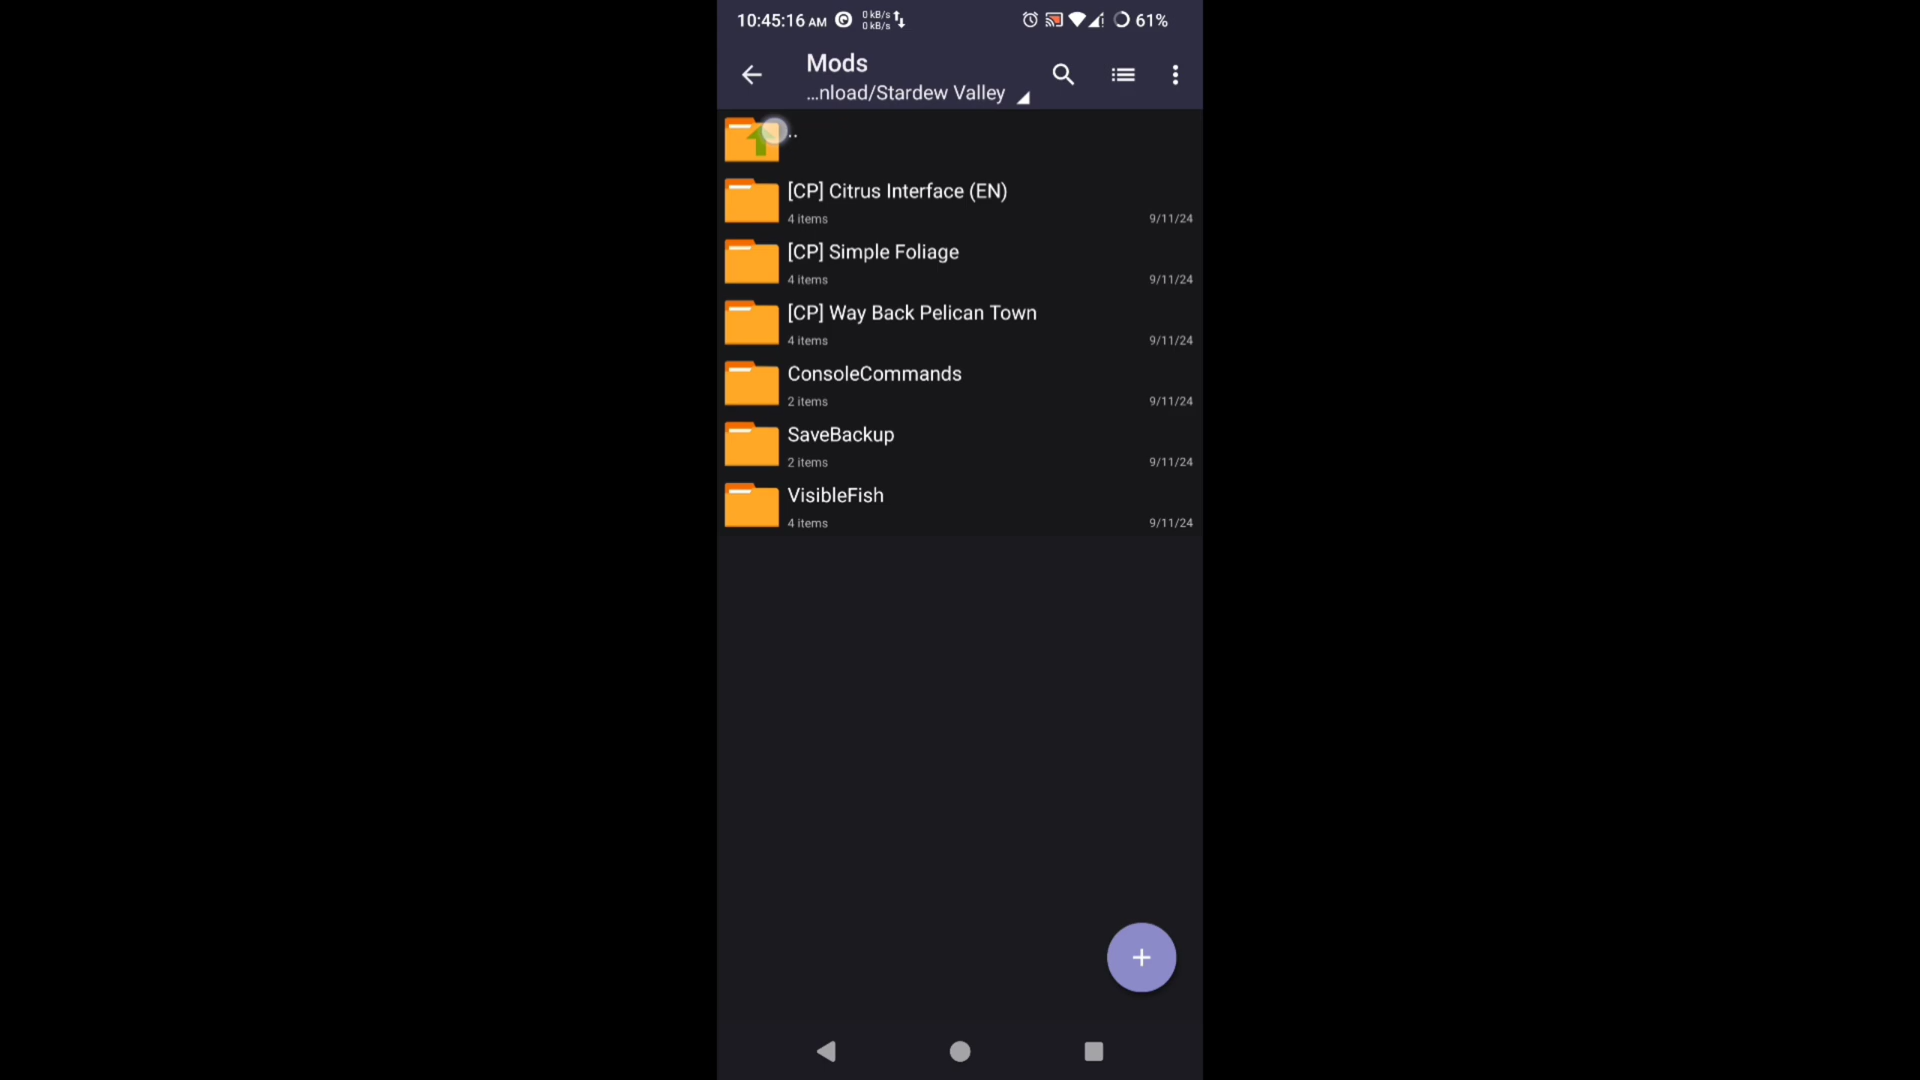 10:45:16 AM 0 kB/s 0 kB/s 61%
Mods
...nload/Stardew Valley
..
[CP] Citrus Interface (EN)
4 items 9/11/24
[CP] Simple Foliage
4 items 9/11/24
[CP] Way Back Pelican Town
4 items 9/11/24
ConsoleCommands
2 items 9/11/24
SaveBackup
2 items 9/11/24
VisibleFish
4 items 9/11/24